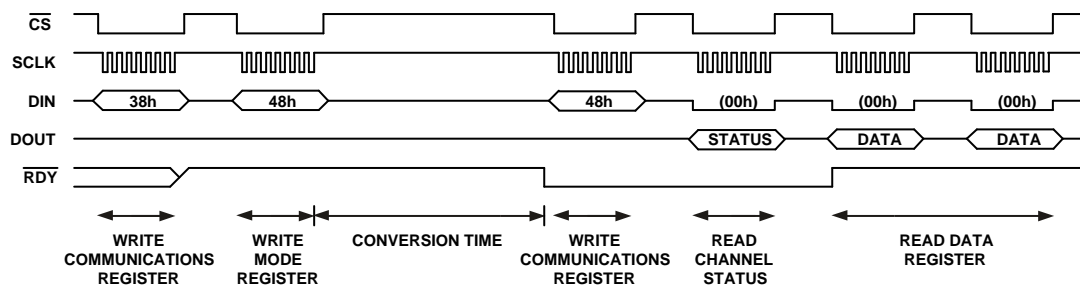 CS
SCLK
DIN 38h 48h 48h (00h) (00h) (00h)
DOUT STATUS DATA DATA
RDY
WRITE
COMMUNICATIONS
REGISTER
WRITE
MODE
REGISTER
CONVERSION TIME
WRITE
COMMUNICATIONS
REGISTER
READ
CHANNEL
STATUS
READ DATA
REGISTER